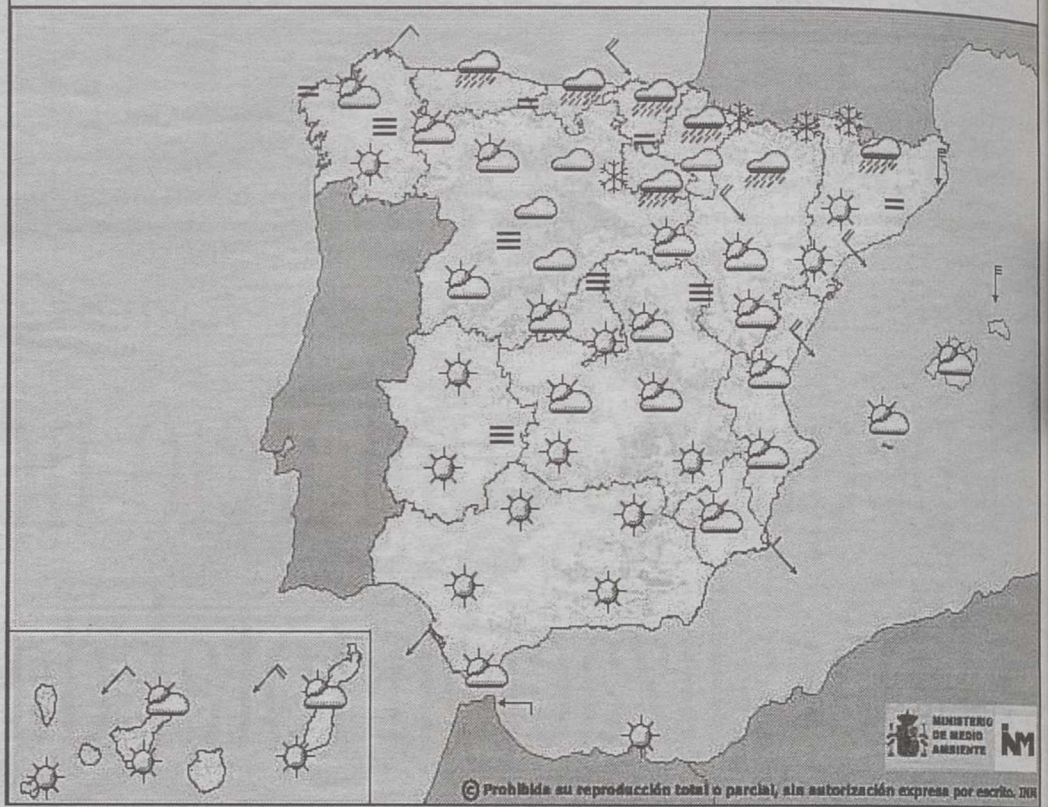 MINISTERIO
DE MEDIO
AMBIENTE
INM
© Prohibida su reproducción total o parcial, sin autorización expresa por escrito. INM